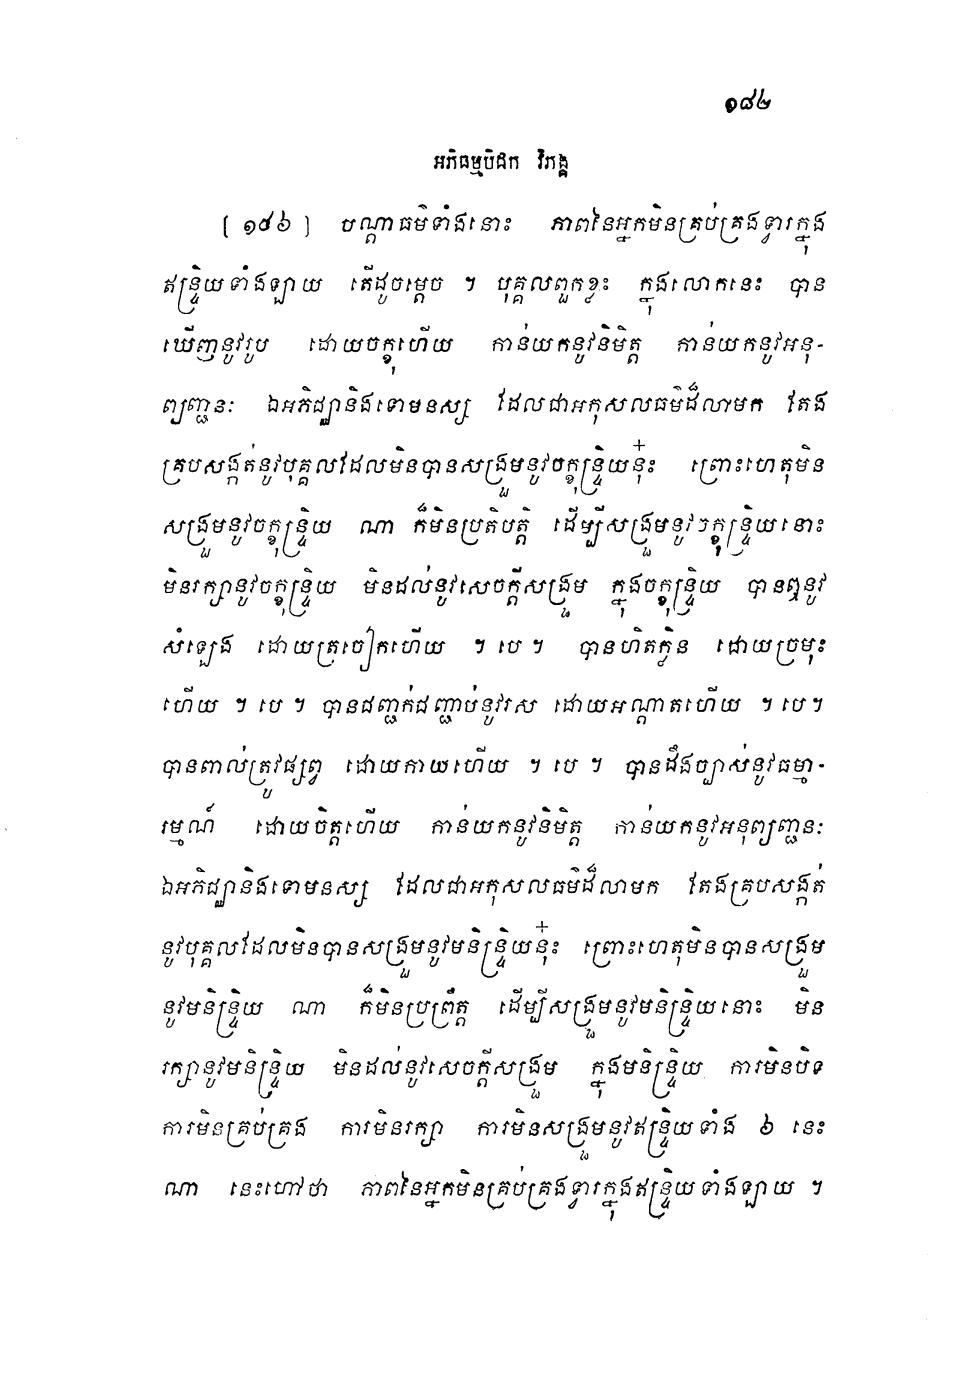 ១៨២
អភិធម្មបិដក វិភង្គ
[ ១៨៦ ] បណ្តាធម៌ទាំងនោះ ភាពនៃអ្នកមិនគ្រប់គ្រងទ្វារក្នុង
ឥន្ទ្រិយទាំងឡាយ តើដូចម្តេច ។ បុគ្គលពួកខ្លះ ក្នុងលោកនេះ បាន
ឃើញនូវរូប ដោយចក្ខុហើយ កាន់យកនូវនិមិត្ត កាន់យកនូវអនុ-
ព្យញ្ជនៈ ឯអភិជ្ឈានិងទោមនស្ស ដែលជាអកុសលធម៌ដ៏លាមក តែង
គ្របសង្កត់នូវបុគ្គលដែលមិនបានសង្រួមនូវចក្ខុន្ទ្រិយនុ៎ះ ព្រោះហេតុមិន
សង្រួមនូវចក្ខុន្ទ្រិយ ណា ក៏មិនប្រតិបត្តិ ដើម្បីសង្រួមនូវចក្ខុន្ទ្រិយនោះ
មិនរក្សានូវចក្ខុន្ទ្រិយ មិនដល់នូវសេចក្តីសង្រួម ក្នុងចក្ខុន្ទ្រិយ បានឮនូវ
សំឡេង ដោយត្រចៀកហើយ ។ បេ ។ បានហិតក្លិន ដោយច្រមុះ
ហើយ ។ បេ ។ បានជញ្ជក់ជញ្ជាប់នូវរស ដោយអណ្តាតហើយ ។ បេ។
បានពាល់ត្រូវផ្សព្វ ដោយកាយហើយ ។ បេ ។ បានដឹងច្បាស់នូវធម្មា-
រម្មណ៍ ដោយចិត្តហើយ កាន់យកនូវនិមិត្ត កាន់យកនូវអនុព្យញ្ជនៈ
ឯអភិជ្ឈានិងទោមនស្ស ដែលជាអកុសលធម៌ដ៏លាមក តែងគ្របសង្កត់
នូវបុគ្គលដែលមិនបានសង្រួមនូវមនិន្ទ្រិយនុ៎ះ ព្រោះហេតុមិនបានសង្រួម
នូវមនិន្ទ្រិយ ណា ក៏មិនប្រព្រឹត្ត ដើម្បីសង្រួមនូវមនិន្ទ្រិយនោះ មិន
រក្សានូវមនិន្ទ្រិយ មិនដល់នូវសេចក្តីសង្រួម ក្នុងមនិន្ទ្រិយ ការមិនបិទ
ការមិនគ្រប់គ្រង ការមិនរក្សា ការមិនសង្រួមនូវឥន្ទ្រិយទាំង ៦ នេះ
ណា នេះហៅថា ភាពនៃអ្នកមិនគ្រប់គ្រងទ្វារក្នុងឥន្ទ្រិយទាំងឡាយ ។